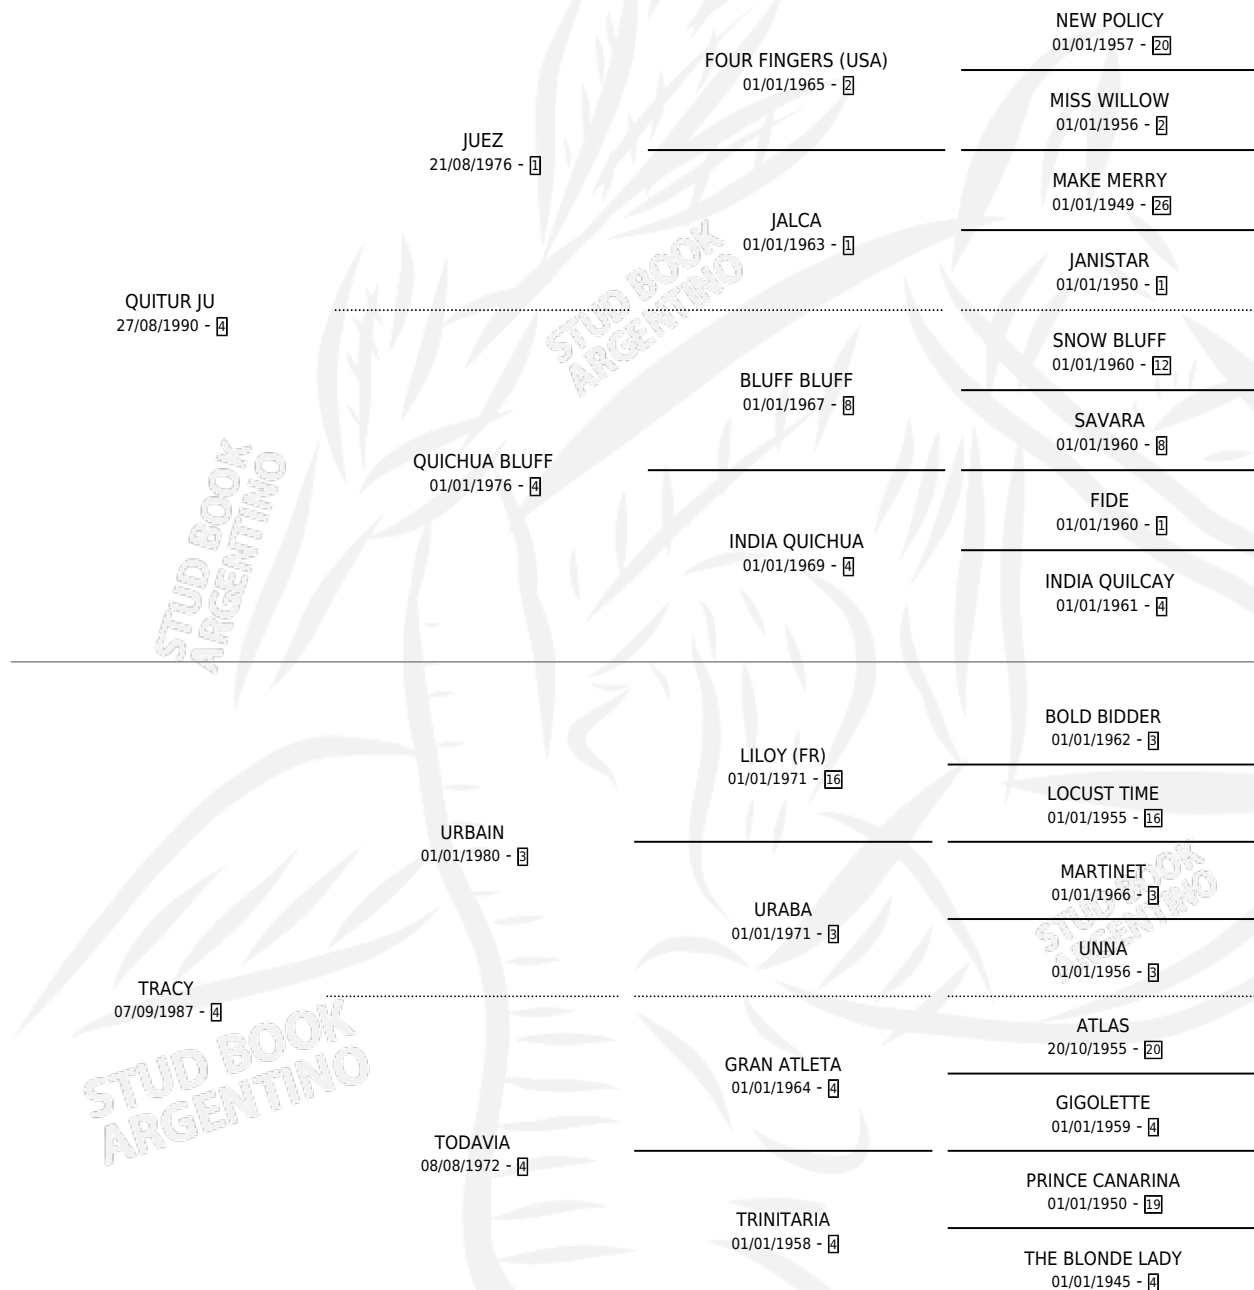 NEW POLICY
01/01/1957 - 20
FOUR FINGERS (USA)
01/01/1965 - 2
MISS WILLOW
01/01/1956 - 2
JUEZ
21/08/1976 - 1
MAKE MERRY
01/01/1949 - 26
JALCA
01/01/1963 - 1
JANISTAR
01/01/1950 - 1
QUITUR JU
27/08/1990 - 4
SNOW BLUFF
01/01/1960 - 12
BLUFF BLUFF
01/01/1967 - 8
SAVARA
01/01/1960 - 8
QUICHUA BLUFF
01/01/1976 - 4
FIDE
01/01/1960 - 1
INDIA QUICHUA
01/01/1969 - 4
INDIA QUILCAY
01/01/1961 - 4
STUD BOOK
ARGENTINO
STUD BOOK
ARGENTINO
BOLD BIDDER
01/01/1962 - 3
LILOY (FR)
01/01/1971 - 16
LOCUST TIME
01/01/1955 - 16
URBAIN
01/01/1980 - 3
MARTINET
01/01/1966 - 3
URABA
01/01/1971 - 3
UNNA
01/01/1956 - 3
STUD BOOK
ARGENTINO
TRACY
07/09/1987 - 4
ATLAS
20/10/1955 - 20
GRAN ATLETA
01/01/1964 - 4
GIGOLETTE
01/01/1959 - 4
STUD BOOK
ARGENTINO
TODAVIA
08/08/1972 - 4
PRINCE CANARINA
01/01/1950 - 19
TRINITARIA
01/01/1958 - 4
THE BLONDE LADY
01/01/1945 - 4